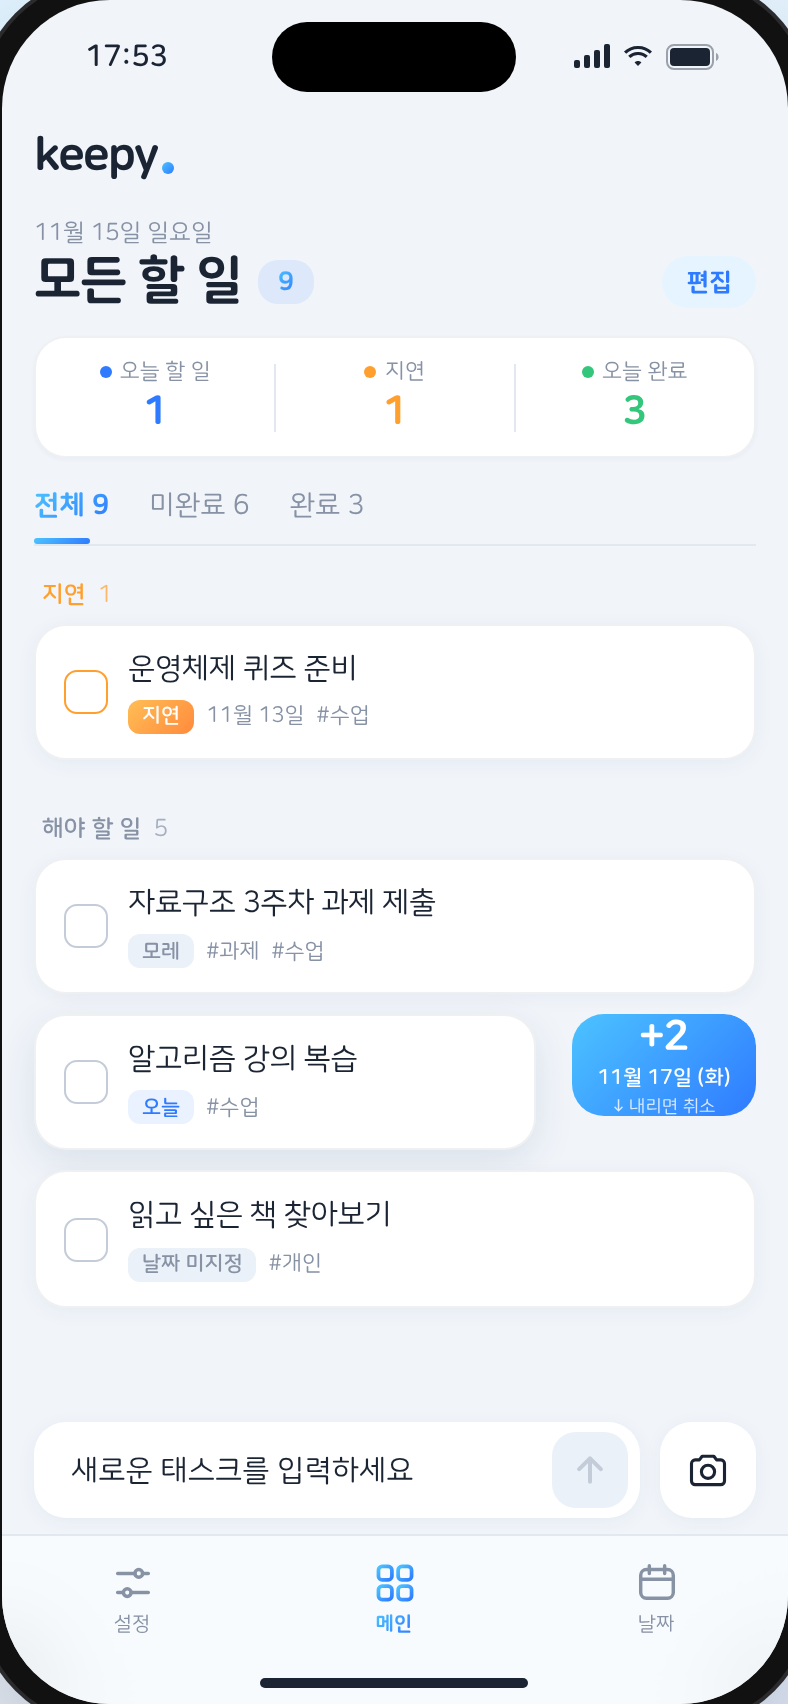 17:53
keepy.
11월 15일 일요일
모든 할 일 9
편집
오늘 할 일 지연 오늘 완료
1 1 3
전체 9 미완료 6 완료 3
지연 1
운영체제 퀴즈 준비
지연 11월 13일 #수업
해야 할 일 5
자료구조 3주차 과제 제출
모레 #과제 #수업
알고리즘 강의 복습
오늘 #수업
+2
11월 17일 (화)
↓ 내리면 취소
읽고 싶은 책 찾아보기
날짜 미지정 #개인
새로운 태스크를 입력하세요
설정 메인 날짜